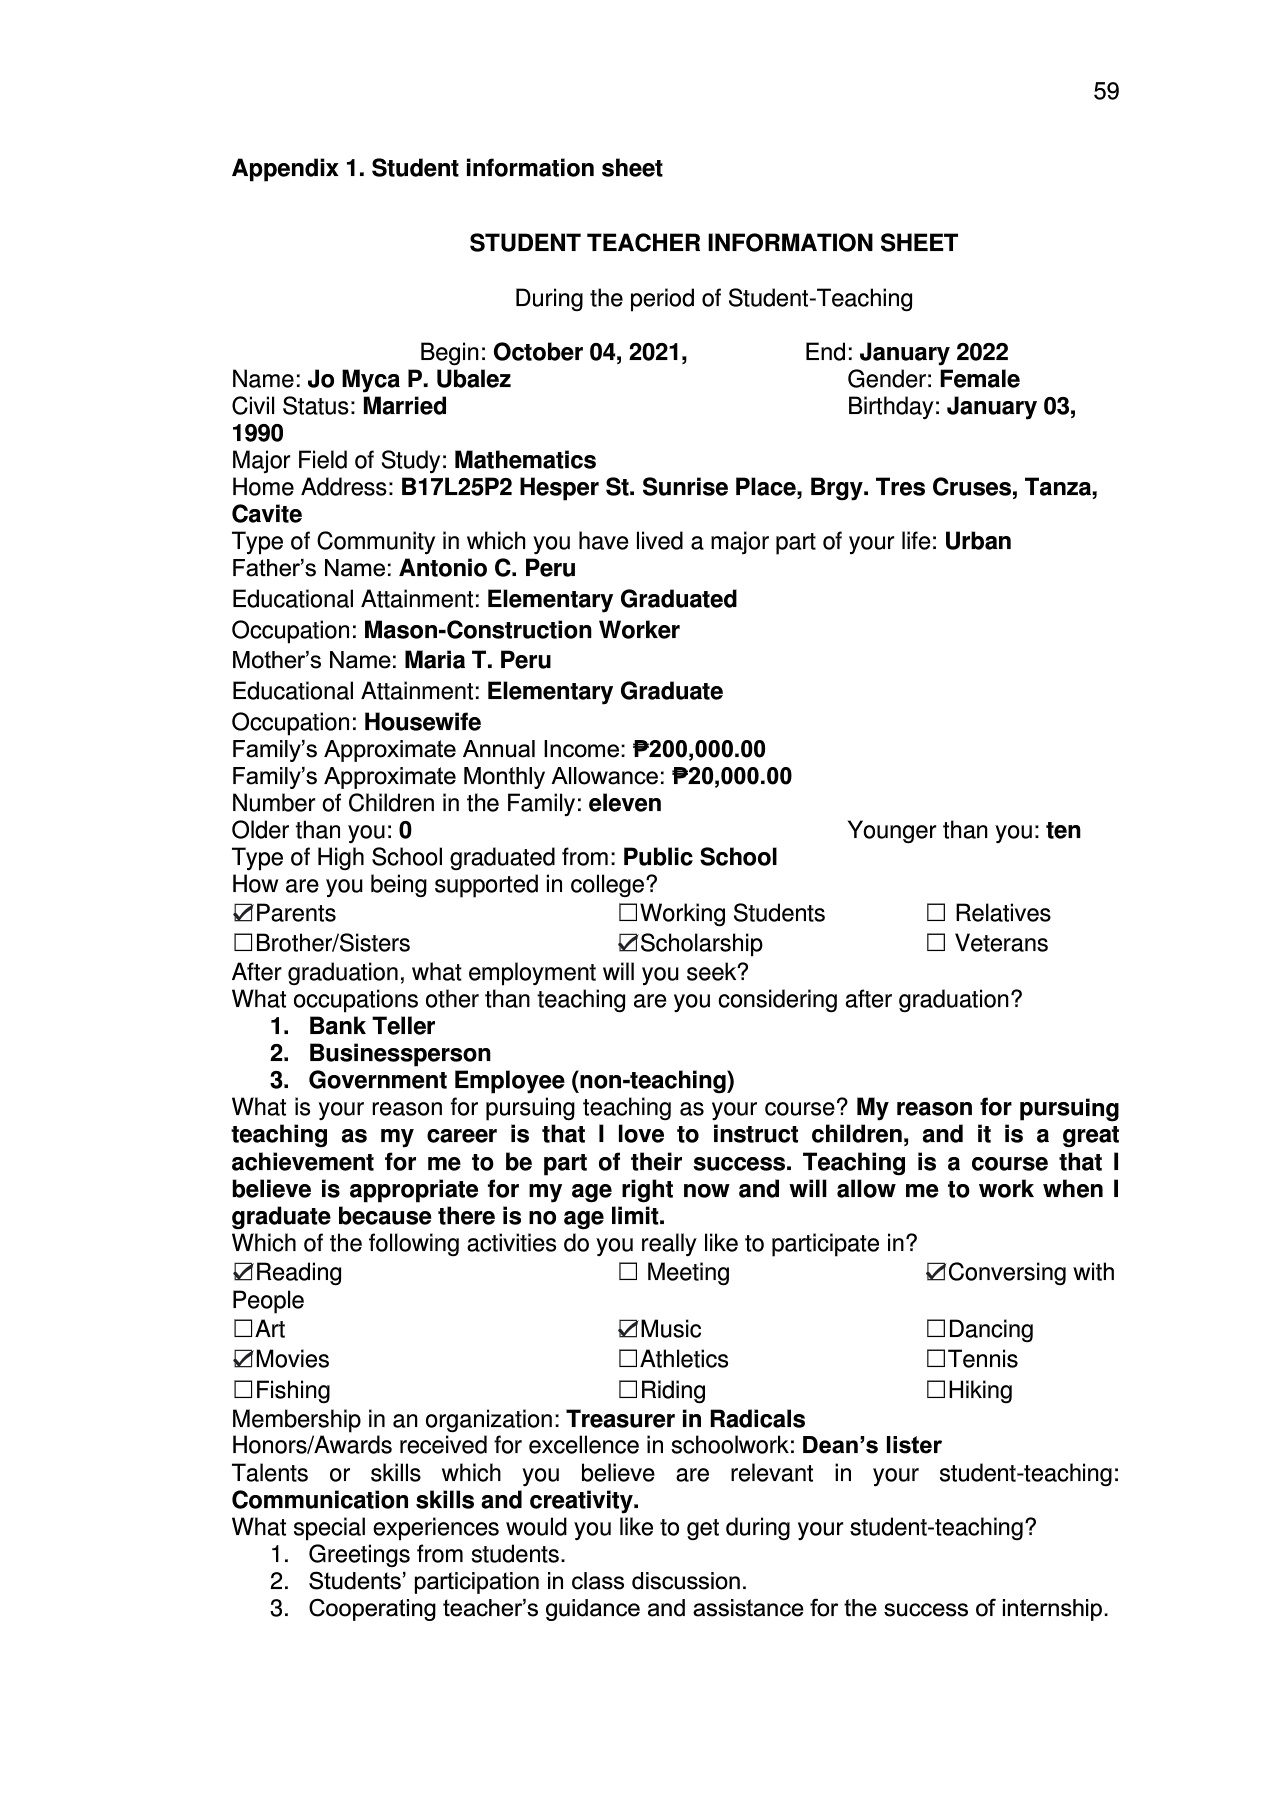 59
Appendix 1. Student information sheet
STUDENT TEACHER INFORMATION SHEET
During the period of Student-Teaching
Begin: October 04, 2021, End: January 2022
Name: Jo Myca P. Ubalez Gender: Female
Civil Status: Married Birthday: January 03,
1990
Major Field of Study: Mathematics
Home Address: B17L25P2 Hesper St. Sunrise Place, Brgy. Tres Cruses, Tanza,
Cavite
Type of Community in which you have lived a major part of your life: Urban
Father’s Name: Antonio C. Peru
Educational Attainment: Elementary Graduated
Occupation: Mason-Construction Worker
Mother’s Name: Maria T. Peru
Educational Attainment: Elementary Graduate
Occupation: Housewife
Family’s Approximate Annual Income: ₱200,000.00
Family’s Approximate Monthly Allowance: ₱20,000.00
Number of Children in the Family: eleven
Older than you: 0 Younger than you: ten
Type of High School graduated from: Public School
How are you being supported in college?
☑Parents ☐Working Students ☐ Relatives
☐Brother/Sisters ☑Scholarship ☐ Veterans
After graduation, what employment will you seek?
What occupations other than teaching are you considering after graduation?
1. Bank Teller
2. Businessperson
3. Government Employee (non-teaching)
What is your reason for pursuing teaching as your course? My reason for pursuing
teaching as my career is that I love to instruct children, and it is a great
achievement for me to be part of their success. Teaching is a course that I
believe is appropriate for my age right now and will allow me to work when I
graduate because there is no age limit.
Which of the following activities do you really like to participate in?
☑Reading ☐ Meeting ☑Conversing with
People
☐Art ☑Music ☐Dancing
☑Movies ☐Athletics ☐Tennis
☐Fishing ☐Riding ☐Hiking
Membership in an organization: Treasurer in Radicals
Honors/Awards received for excellence in schoolwork: Dean’s lister
Talents or skills which you believe are relevant in your student-teaching:
Communication skills and creativity.
What special experiences would you like to get during your student-teaching?
1. Greetings from students.
2. Students’ participation in class discussion.
3. Cooperating teacher’s guidance and assistance for the success of internship.